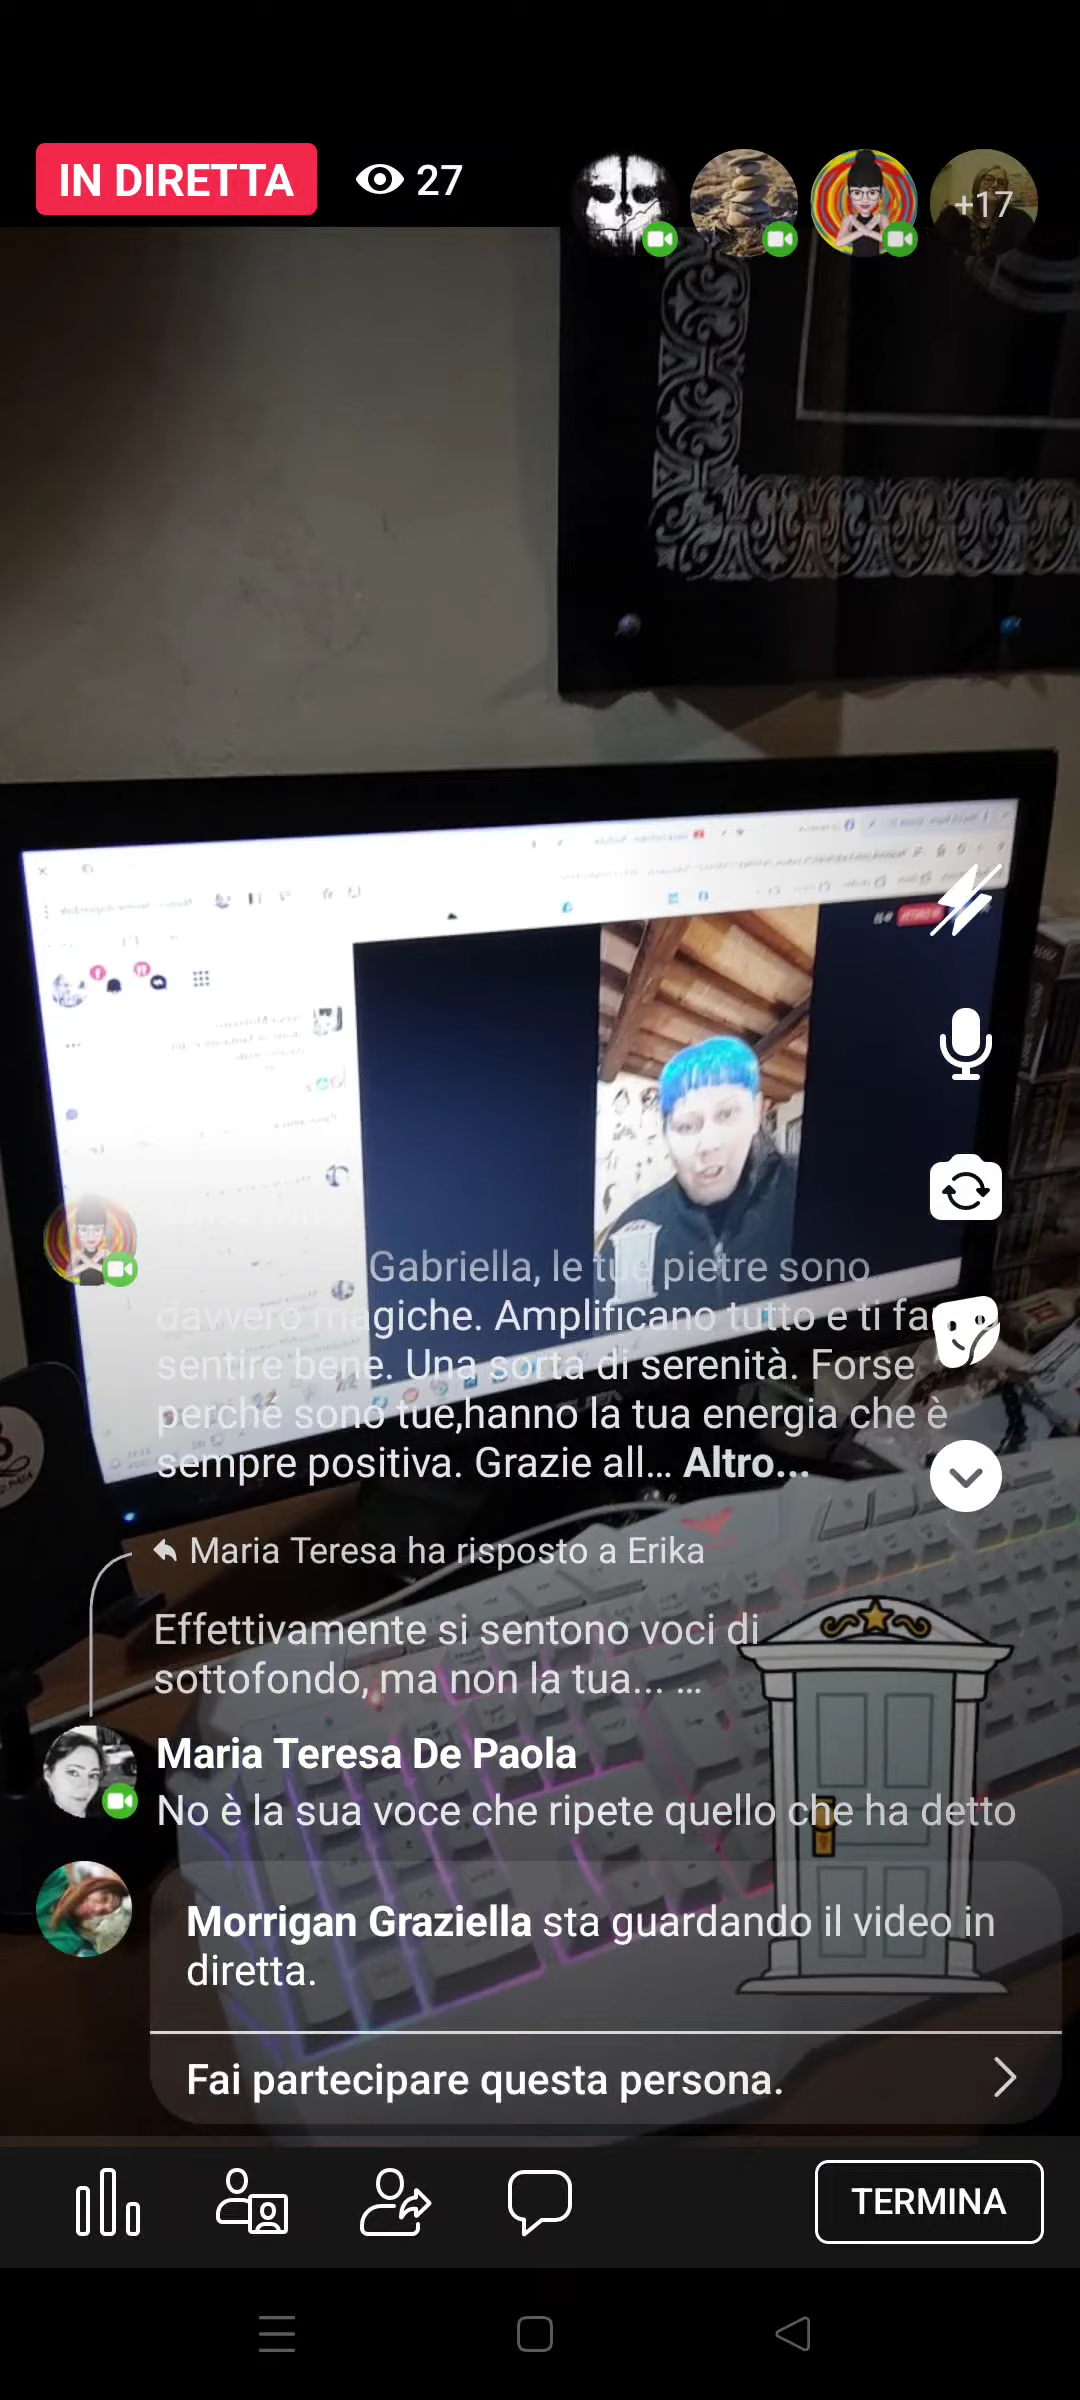 IN DIRETTA
27
+17
Gabriella, le tue pietre sono
davvero magiche. Amplificano tutto e ti fa
sentire bene. Una sorta di serenità. Forse
perche sono tue,hanno la tua energia che è
sempre positiva. Grazie all... Altro...
Maria Teresa ha risposto a Erika
Effettivamente si sentono voci di
sottofondo, ma non la tua... ...
Maria Teresa De Paola
No è la sua voce che ripete quello che ha detto
Morrigan Graziella sta guardando il video in
diretta.
Fai partecipare questa persona.
TERMINA